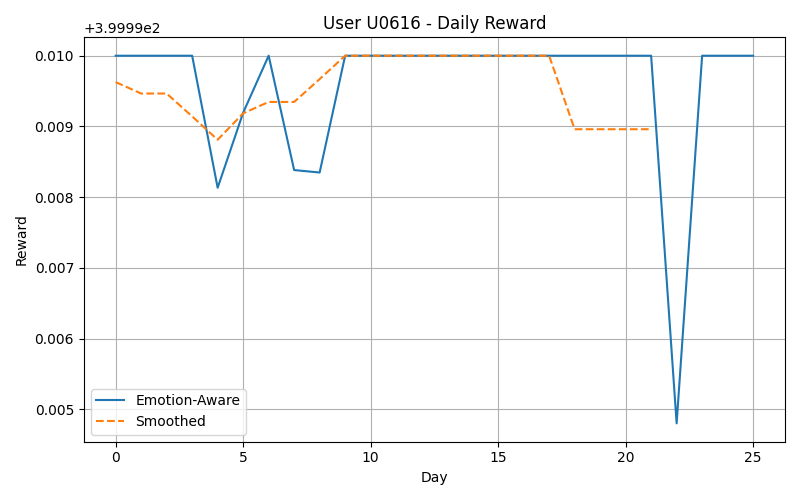 User U0616 - Daily Reward
+3.9999e2
0.010
0.009
0.008
0.007
0.006
0.005
Reward
Emotion-Aware
Smoothed
0 5 10 15 20 25
Day